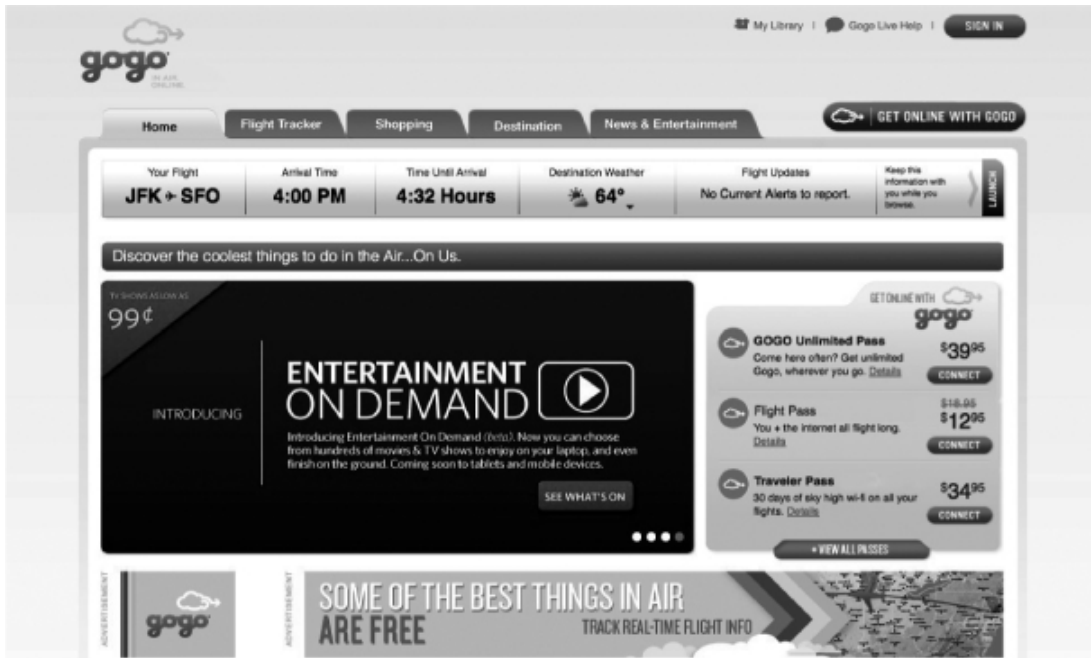 My Library | Gogo Live Help | SIGN IN
gogo
IN AIR
ONLINE
Home Flight Tracker Shopping Destination News & Entertainment
GET ONLINE WITH GOGO
Your Flight
JFK SFO
Arrival Time
4:00 PM
Time Until Arrival
4:32 Hours
Destination Weather
64°
Flight Updates
No Current Alerts to report.
Keep this
information with
you while you
browse.
LAUNCH
Discover the coolest things to do in the Air...On Us.
TV SHOWS AS LOW AS
99¢
INTRODUCING
ENTERTAINMENT
ON DEMAND
Introducing Entertainment On Demand (beta). Now you can choose
from hundreds of movies & TV shows to enjoy on your laptop, and even
finish on the ground. Coming soon to tablets and mobile devices.
SEE WHAT'S ON
GET ONLINE WITH
gogo
GOGO Unlimited Pass
Come here often? Get unlimited
Gogo, wherever you go. Details
$39.95
CONNECT
Flight Pass
You + the internet all flight long.
Details
$18.95
$12.95
CONNECT
Traveler Pass
30 days of sky high wi-fi on all your
flights. Details
$34.95
CONNECT
+ VIEW ALL PASSES
ADVERTISEMENT
gogo
ADVERTISEMENT
SOME OF THE BEST THINGS IN AIR
ARE FREE
TRACK REAL-TIME FLIGHT INFO